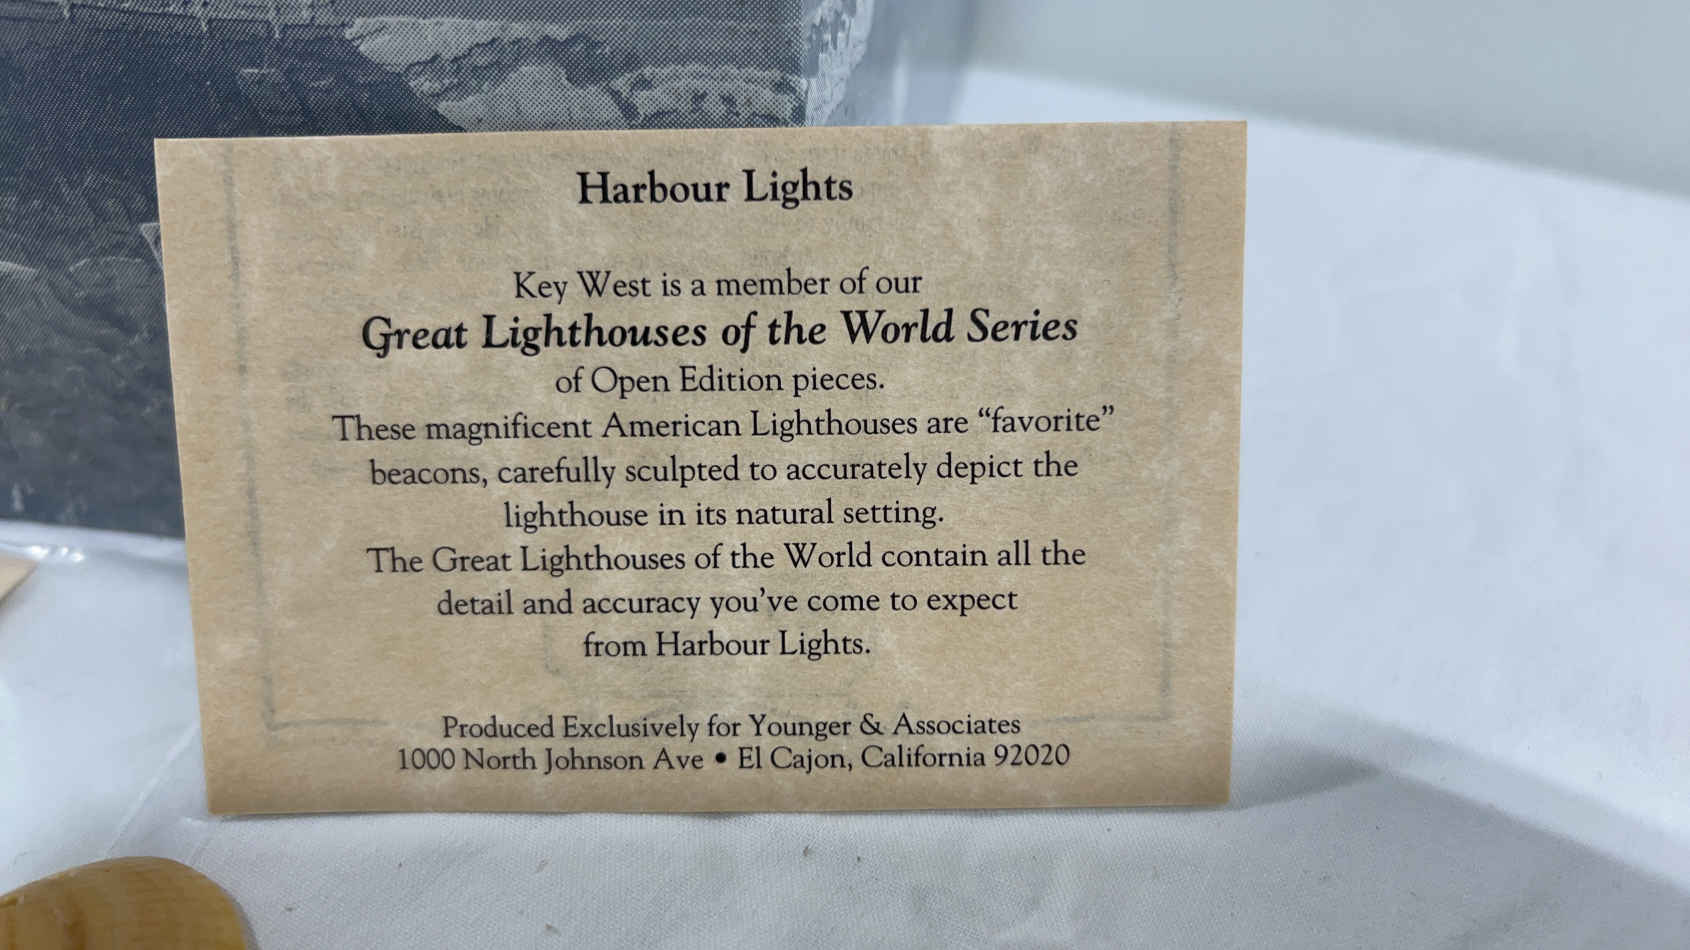 Harbour Lights
Key West is a member of our
Great Lighthouses of the World Series
of Open Edition pieces.
These magnificent American Lighthouses are “favorite”
beacons, carefully sculpted to accurately depict the
lighthouse in its natural setting.
The Great Lighthouses of the World contain all the
detail and accuracy you’ve come to expect
from Harbour Lights.
Produced Exclusively for Younger & Associates
1000 North Johnson Ave • El Cajon, California 92020